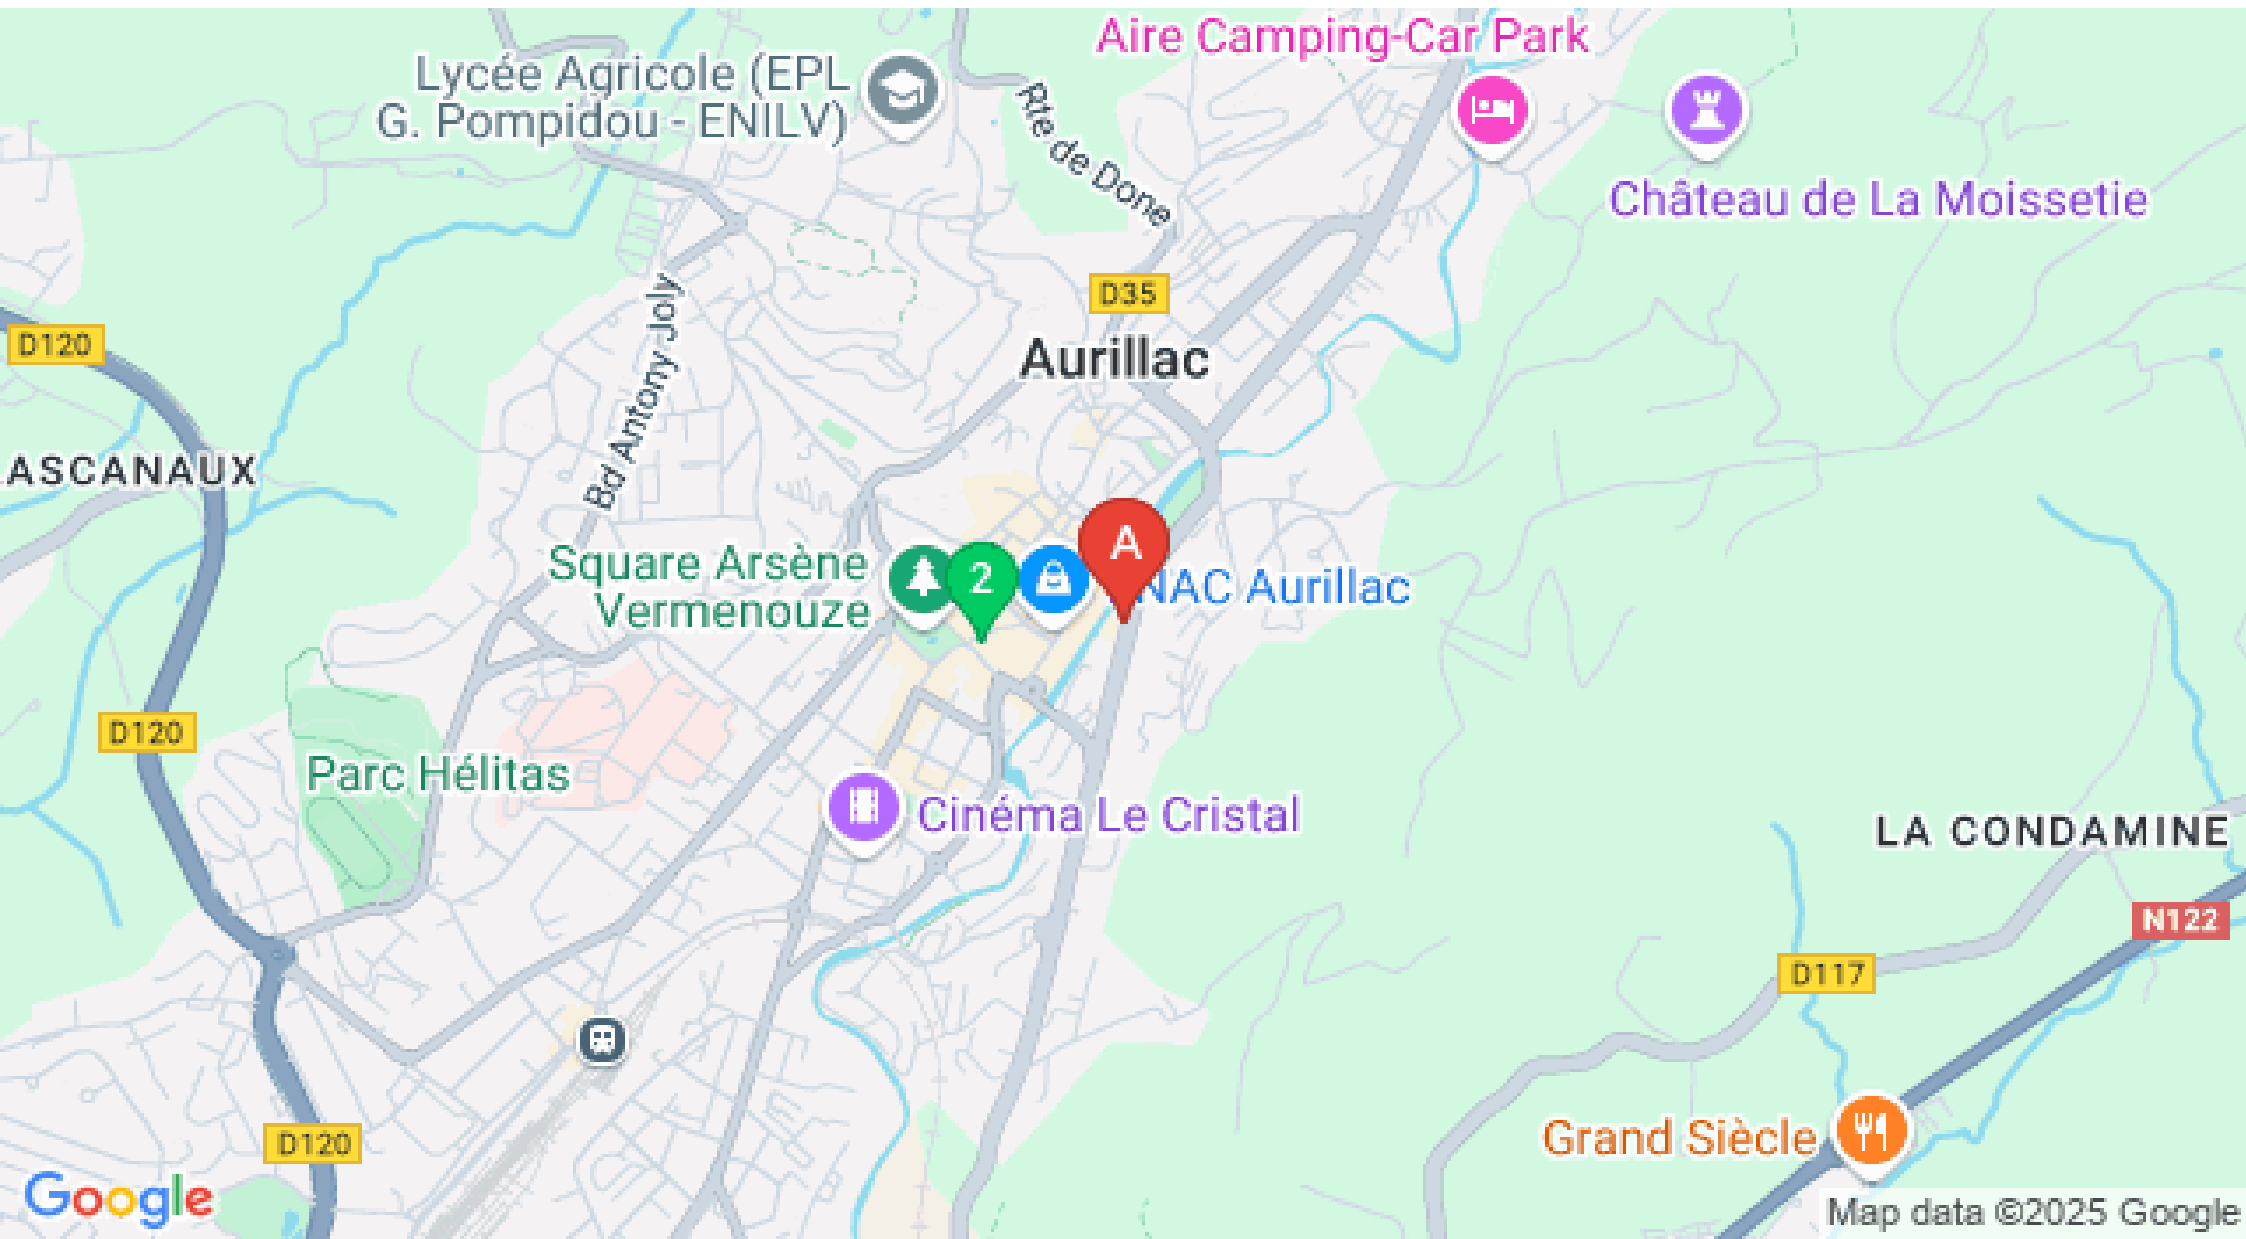 Aire Camping-Car Park
Lycée Agricole (EPL
G. Pompidou - ENILV)
Rte de Done
Château de La Moissetie
D35
D120
Aurillac
Bd Antony Joly
ASCANAUX
A
Square Arsène
Vermenouze
2
NAC Aurillac
D120
Parc Hélitas
Cinéma Le Cristal
LA CONDAMINE
N122
D117
D120
Grand Siècle
Google
Map data ©2025 Google